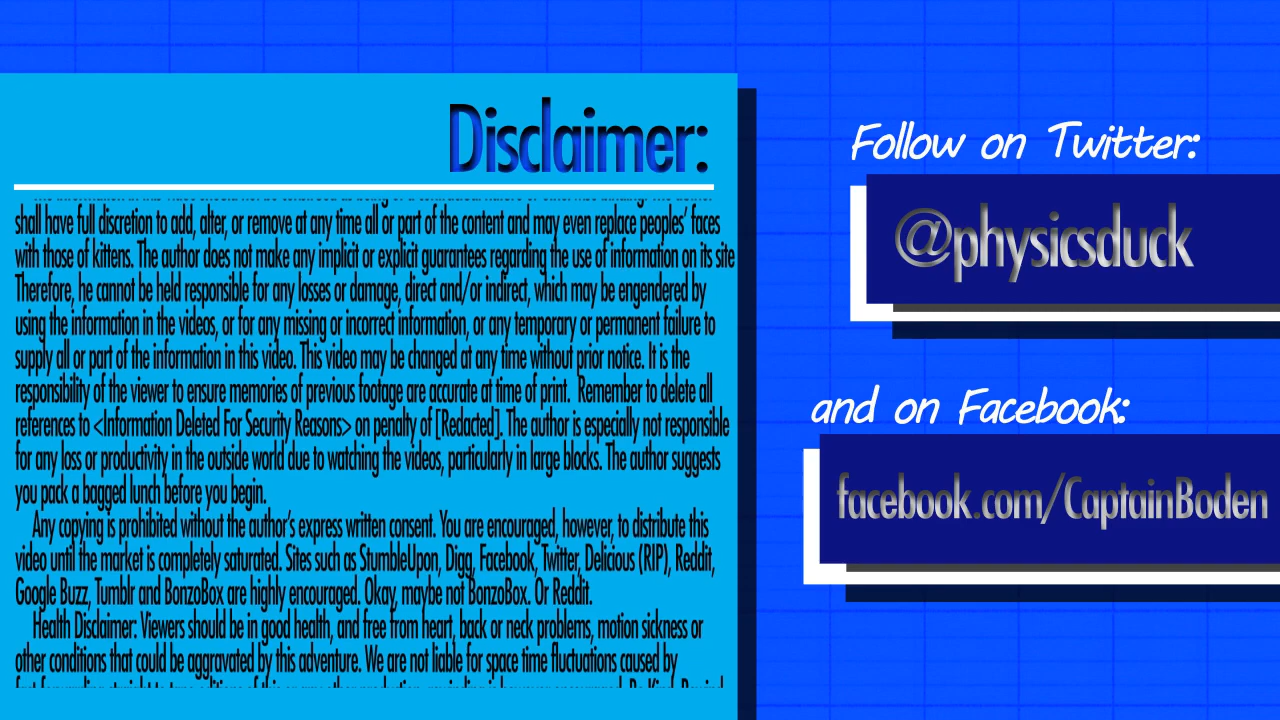 Disclaimer:
shall have full discretion to add, alter, or remove at any time all or part of the content and may even replace peoples' faces
with those of kittens. The author does not make any implicit or explicit guarantees regarding the use of information on its site
Therefore, he cannot be held responsible for any losses or damage, direct and/or indirect, which may be engendered by
using the information in the videos, or for any missing or incorrect information, or any temporary or permanent failure to
supply all or part of the information in this video. This video may be changed at any time without prior notice. It is the
responsibility of the viewer to ensure memories of previous footage are accurate at time of print. Remember to delete all
references to <Information Deleted For Security Reasons> on penalty of [Redacted]. The author is especially not responsible
for any loss or productivity in the outside world due to watching the videos, particularly in large blocks. The author suggests
you pack a bagged lunch before you begin.
Any copying is prohibited without the author's express written consent. You are encouraged, however, to distribute this
video until the market is completely saturated. Sites such as StumbleUpon, Digg, Facebook, Twitter, Delicious (RIP), Reddit,
Google Buzz, Tumblr and BonzoBox are highly encouraged. Okay, maybe not BonzoBox. Or Reddit.
Health Disclaimer: Viewers should be in good health, and free from heart, back or neck problems, motion sickness or
other conditions that could be aggravated by this adventure. We are not liable for space time fluctuations caused by
Follow on Twitter:
@physicsduck
and on Facebook:
facebook.com/CaptainBoden